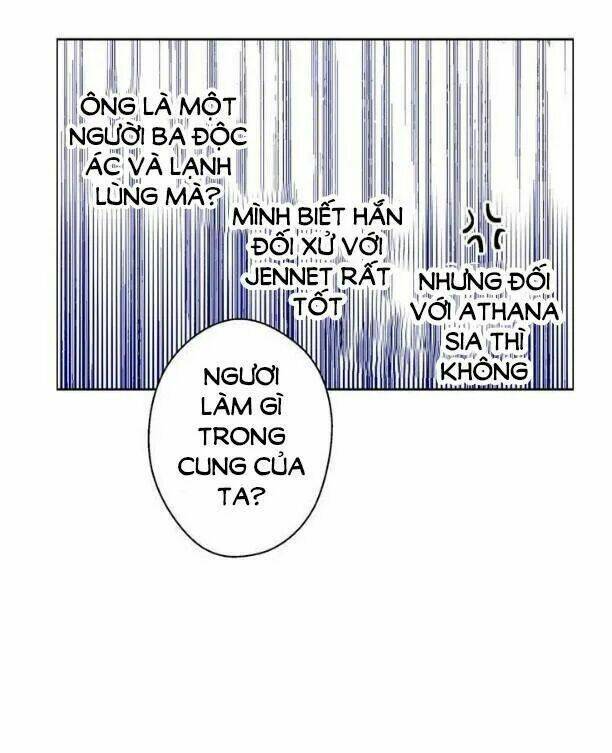 ÔNG LÀ MỘT
NGƯỜI BA ĐỘC
ÁC VÀ LẠNH
LÙNG MÀ?
MÌNH BIẾT HẮN
ĐỐI XỬ VỚI
JENNET RẤT
TỐT
NHƯNG ĐỐI
VỚI ATHANA
SIA THÌ
KHÔNG
NGƯƠI
LÀM GÌ
TRONG
CUNG CỦA
TA?